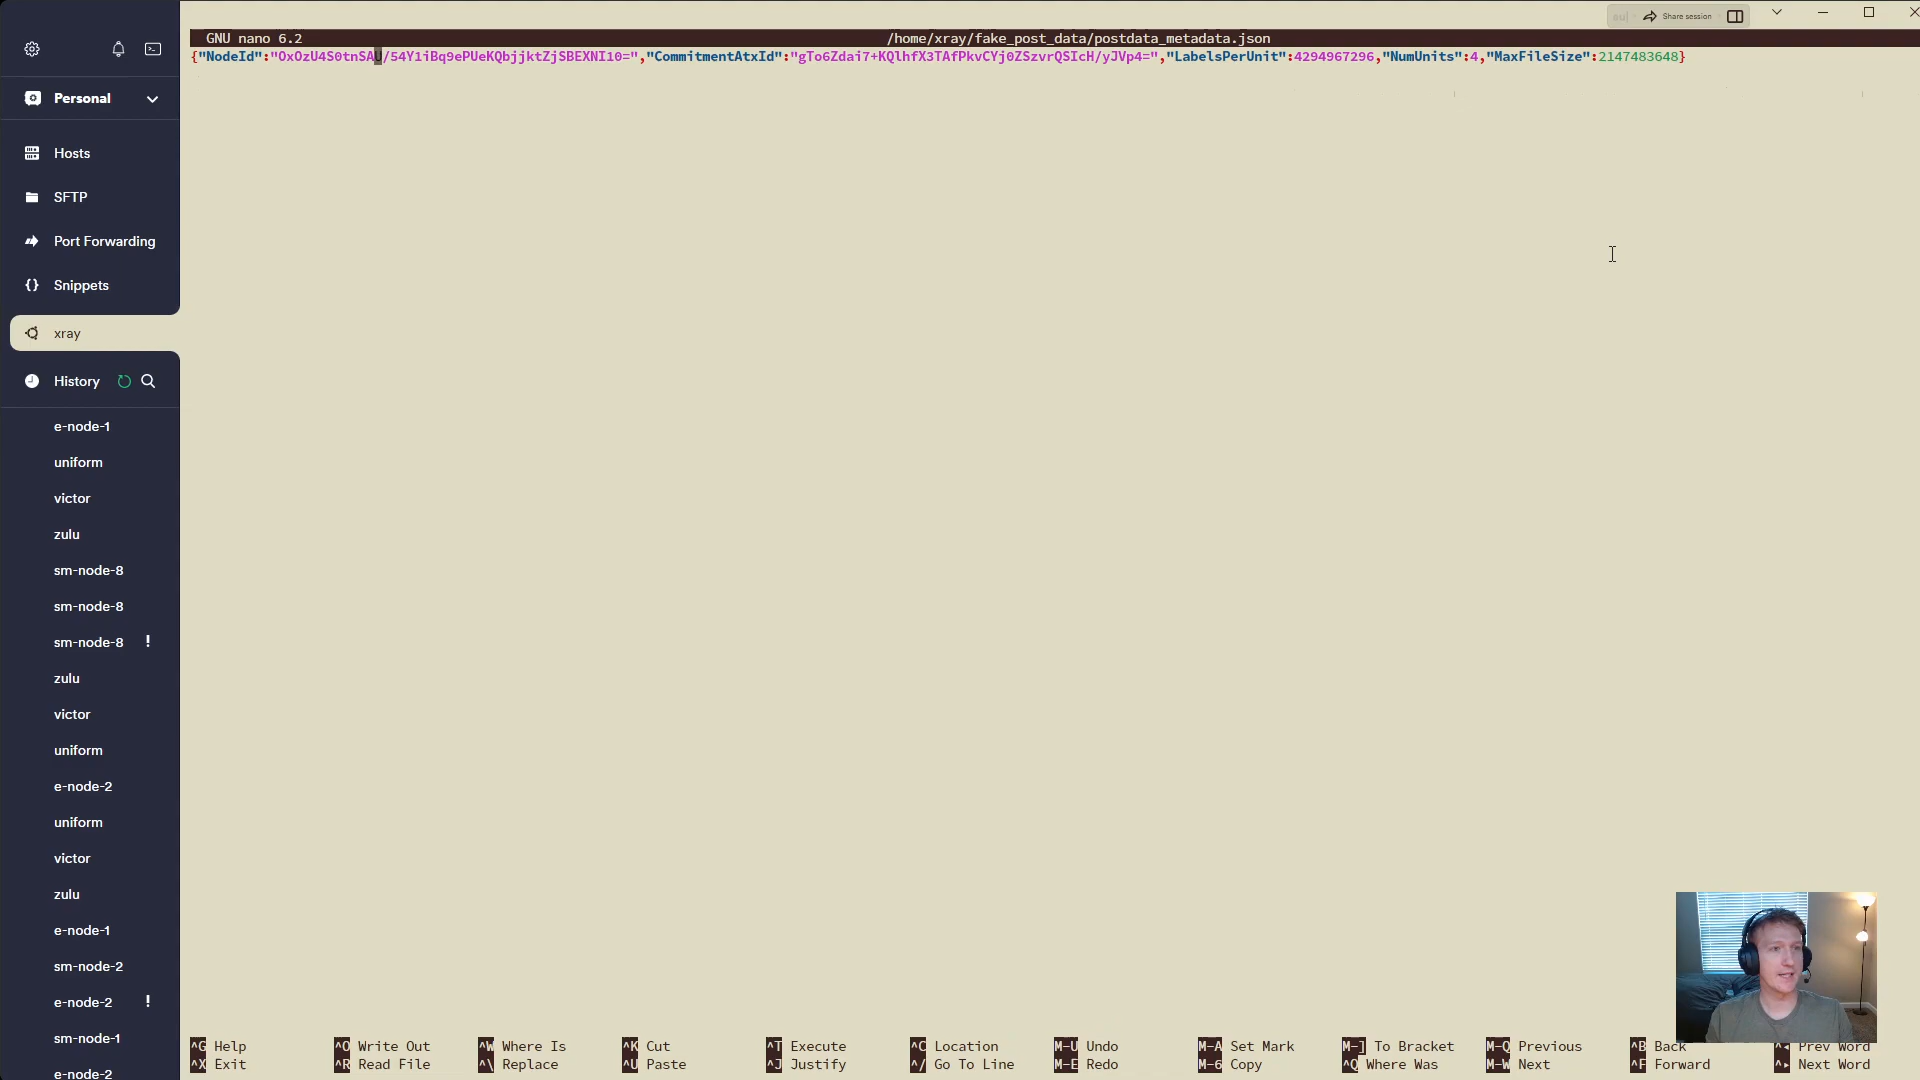 Share session
GNU nano 6.2
/home/xray/fake_post_data/postdata_metadata.json
{"NodeId":"OxOzU4S0tnSAU/54Y1iBq9ePUeKQbjjktZjSBEXNI10=","CommitmentAtxId":"gTo6Zdai7+KQlhfX3TAfPkvCYj0ZSzvrQSIcH/yJVp4=","LabelsPerUnit":4294967296,"NumUnits":4,"MaxFileSize":2147483648}
Personal
Hosts
SFTP
Port Forwarding
Snippets
xray
History
e-node-1
uniform
victor
zulu
sm-node-8
sm-node-8
sm-node-8 !
zulu
victor
uniform
e-node-2
uniform
victor
zulu
e-node-1
sm-node-2
e-node-2 !
sm-node-1
e-node-2
^G Help ^O Write Out ^W Where Is ^K Cut ^T Execute ^C Location M-U Undo M-A Set Mark M-] To Bracket M-Q Previous ^B Back ^◂ Prev Word
^X Exit ^R Read File ^\ Replace ^U Paste ^J Justify ^/ Go To Line M-E Redo M-6 Copy ^Q Where Was M-W Next ^F Forward ^▸ Next Word